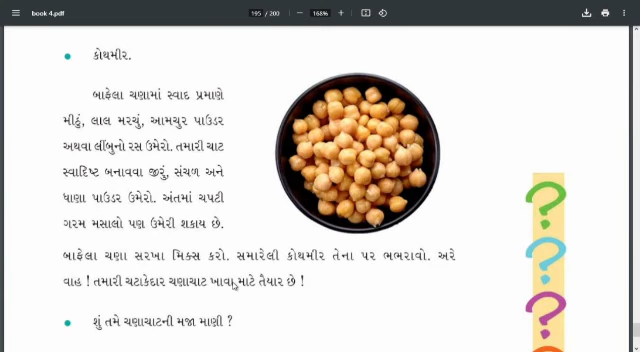 book 4.pdf
195 / 200
168%
કોથમીર.
બાફેલા ચણામાં સ્વાદ પ્રમાણે
મીઠું, લાલ મરચું, આમચુર પાઉડર
અથવા લીંબુનો રસ ઉમેરો. તમારી ચાટ
સ્વાદિષ્ટ બનાવવા જીરું, સંચળ અને
ધાણા પાઉડર ઉમેરો. અંતમાં ચપટી
ગરમ મસાલો પણ ઉમેરી શકાય છે.
બાફેલા ચણા સરખા મિક્સ કરો. સમારેલી કોથમીર તેના પર ભભરાવો. અરે
વાહ ! તમારી ચટાકેદાર ચણાચાટ ખાવા માટે તૈયાર છે !
શું તમે ચણાચાટની મજા માણી ?
? 
?
?